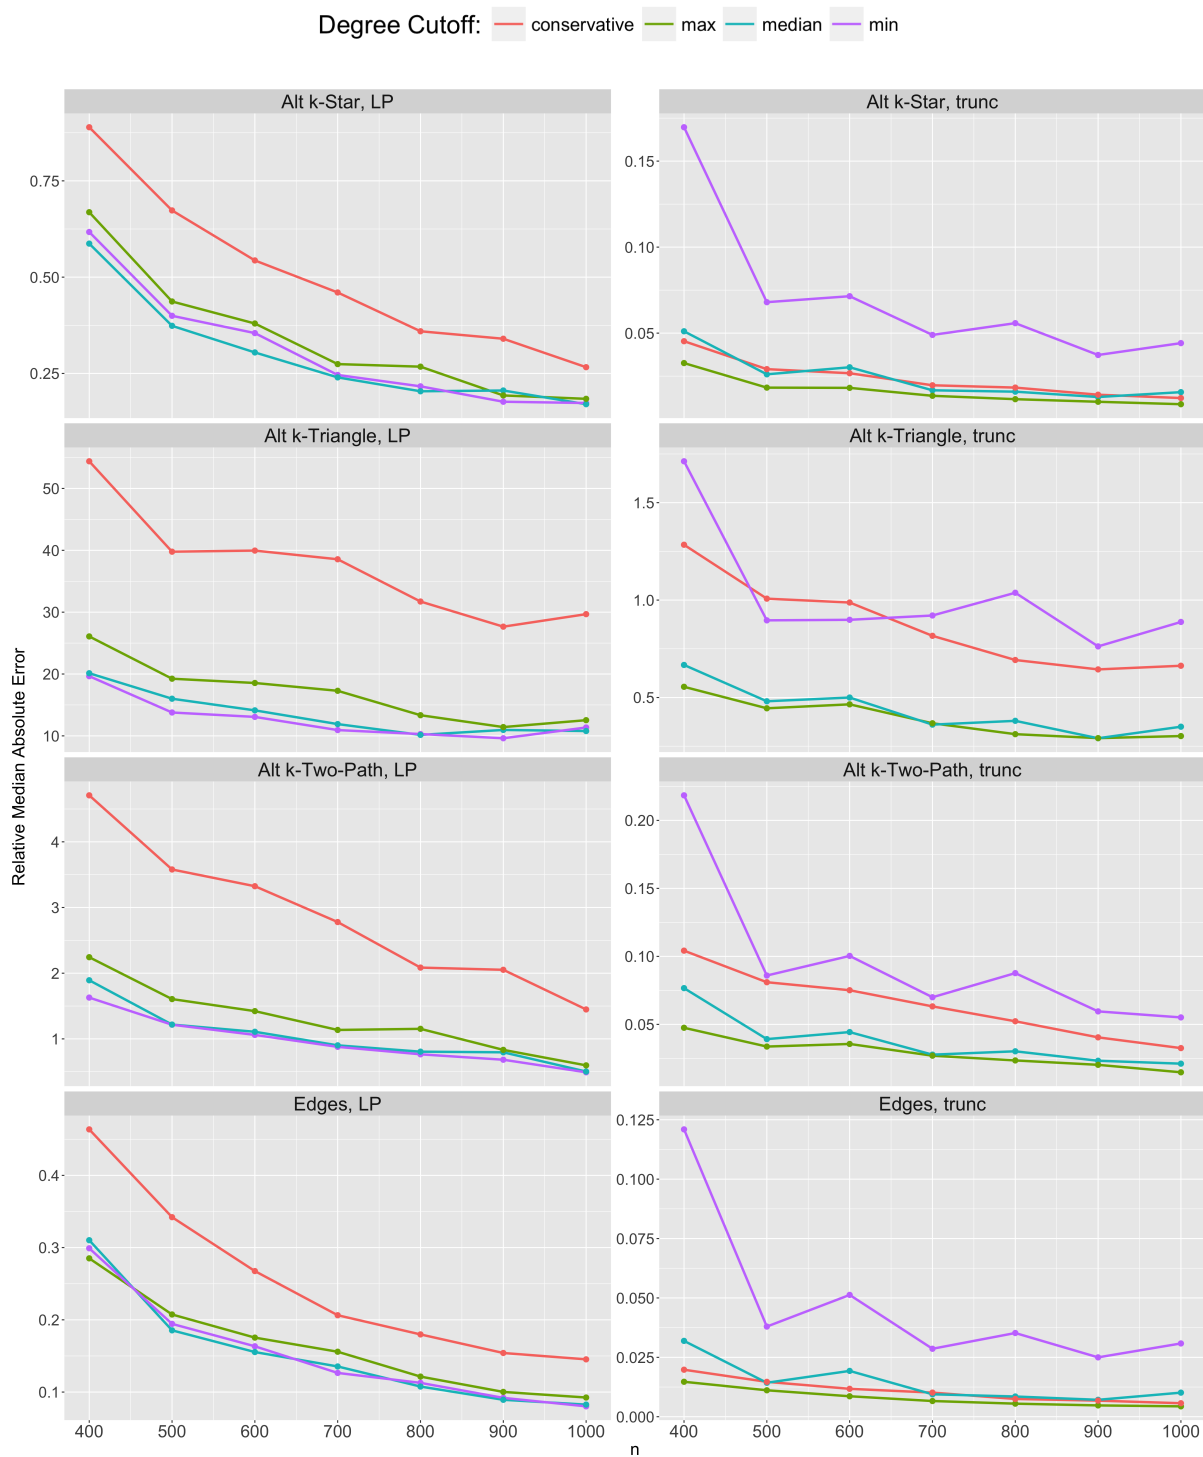 Degree Cutoff: conservative max median min
Alt k-Star, LP
0.75
0.50
0.25
Alt k-Star, trunc
0.15
0.10
0.05
Alt k-Triangle, LP
50
40
30
20
10
Alt k-Triangle, trunc
1.5
1.0
0.5
Alt k-Two-Path, LP
4
3
2
1
Alt k-Two-Path, trunc
0.20
0.15
0.10
0.05
Edges, LP
0.4
0.3
0.2
0.1
400 500 600 700 800 900 1000
Edges, trunc
0.125
0.100
0.075
0.050
0.025
0.000
400 500 600 700 800 900 1000
Relative Median Absolute Error
n